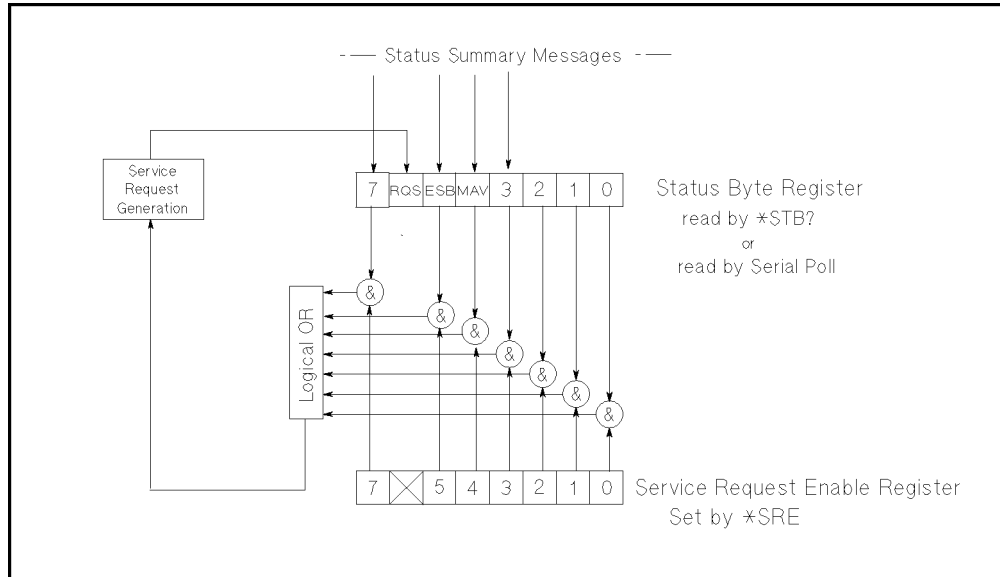 Status Summary Messages
Service
Request
Generation
7 RQS ESB MAV 3 2 1 0
Status Byte Register
read by *STB?
or
read by Serial Poll
&
&
&
&
&
&
&
Logical OR
7 5 4 3 2 1 0
Service Request Enable Register
Set by *SRE